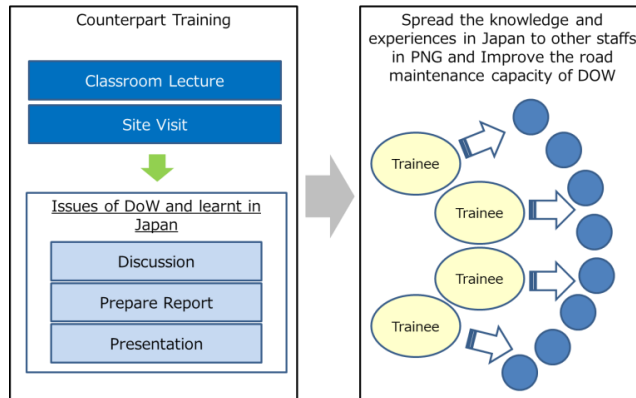 Counterpart Training
Classroom Lecture
Site Visit
Issues of DoW and learnt in
Japan
Discussion
Prepare Report
Presentation
Spread the knowledge and
experiences in Japan to other staffs
in PNG and Improve the road
maintenance capacity of DOW
Trainee
Trainee
Trainee
Trainee